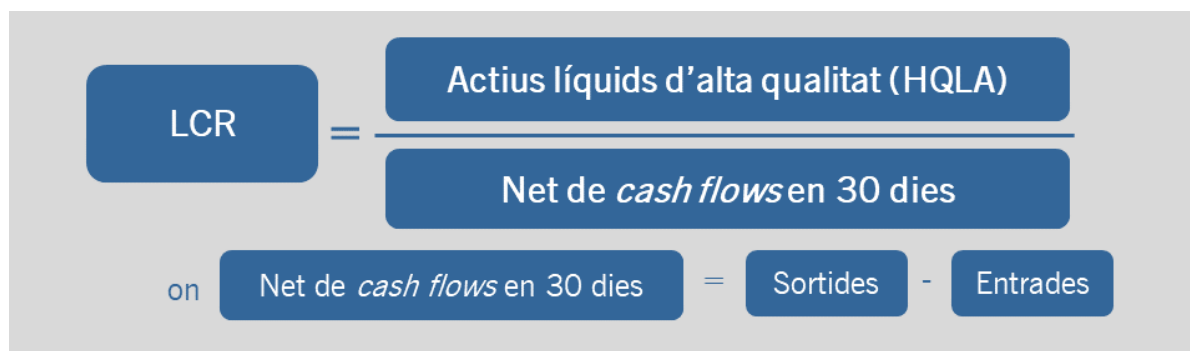 Actius líquids d’alta qualitat (HQLA)
LCR =
Net de cash flows en 30 dies
on Net de cash flows en 30 dies = Sortides - Entrades